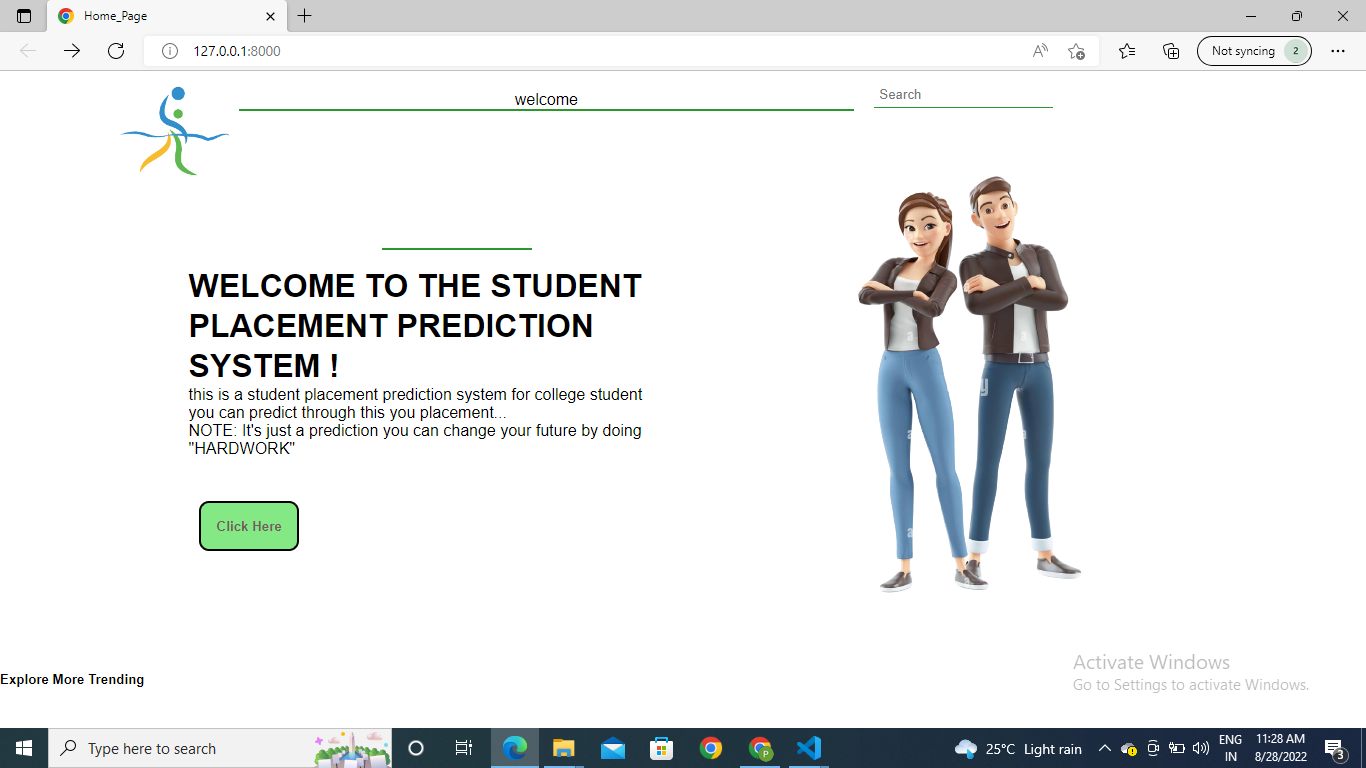 Home_Page
127.0.0.1:8000
Not syncing 2
welcome
Search
WELCOME TO THE STUDENT
PLACEMENT PREDICTION
SYSTEM !
this is a student placement prediction system for college student
you can predict through this you placement...
NOTE: It's just a prediction you can change your future by doing
"HARDWORK"
Click Here
Explore More Trending
Activate Windows
Go to Settings to activate Windows.
Type here to search
25°C Light rain
ENG
IN
11:28 AM
8/28/2022
3